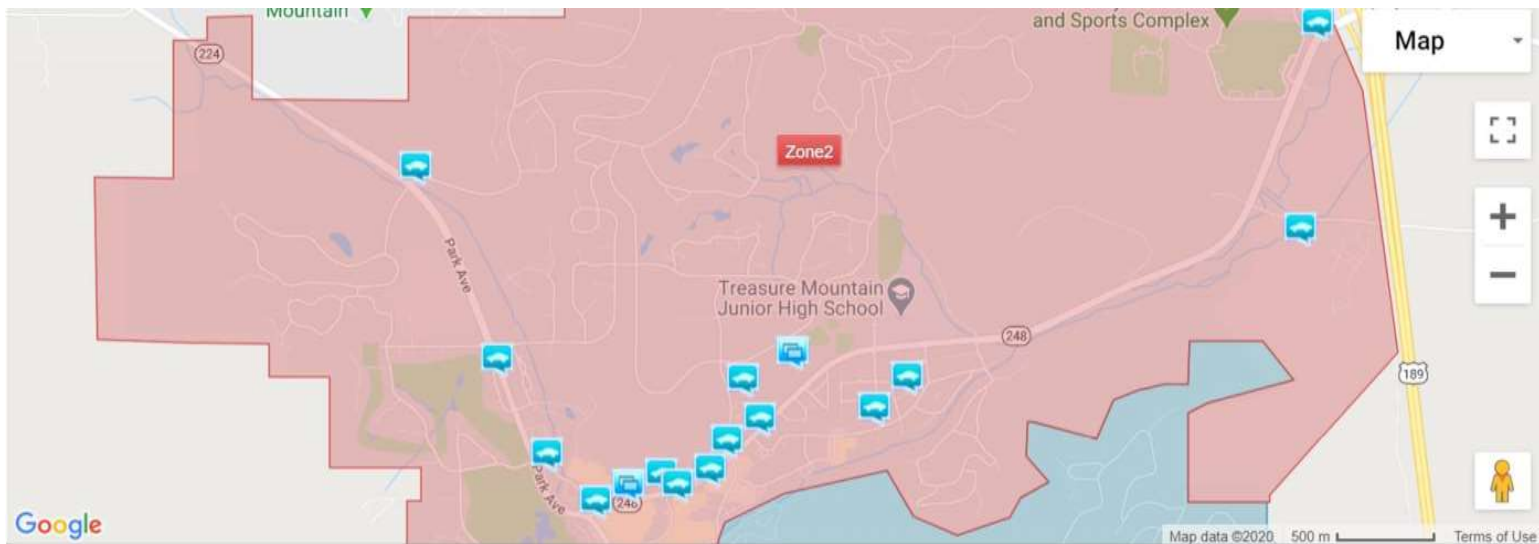 Mountain
and Sports Complex
Map
224
Zone2
Park Ave
Treasure Mountain
Junior High School
248
189
Park Ave
248
Google
Map data ©2020
500 m
Terms of Use